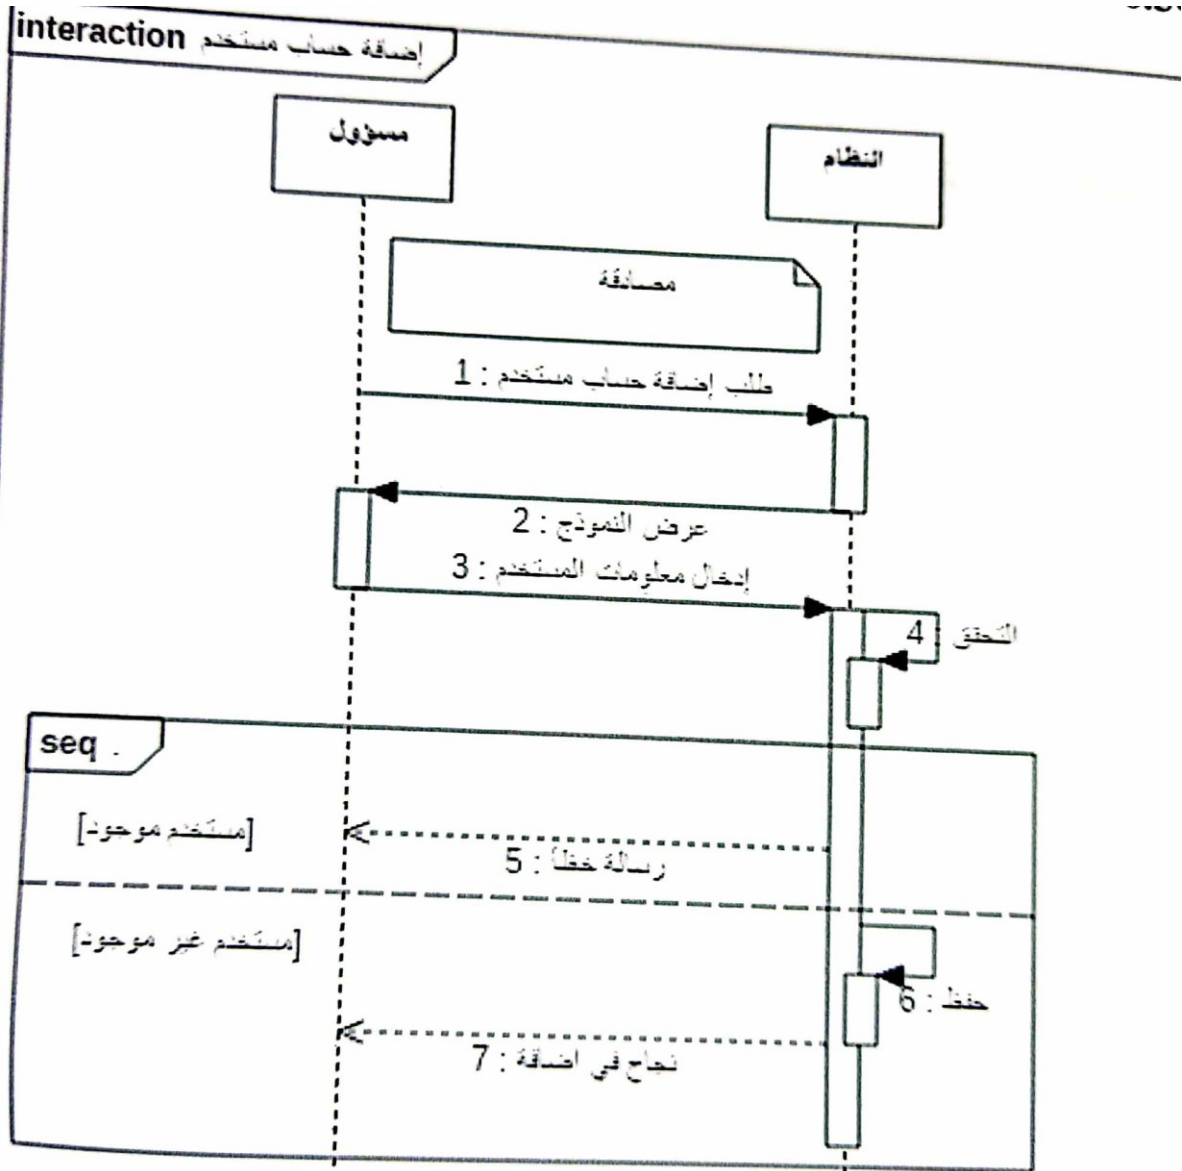 interaction إضافة حساب مستخدم
مسؤول
النظام
مصادقة
1 : طلب إضافة حساب مستخدم
2 : عرض النموذج
3 : إدخال معلومات المستخدم
4 : التحقق
seq .
[مستخدم موجود]
5 : رسالة خطأ
[مستخدم غير موجود]
6 : حفظ
7 : نجاح في اضافة